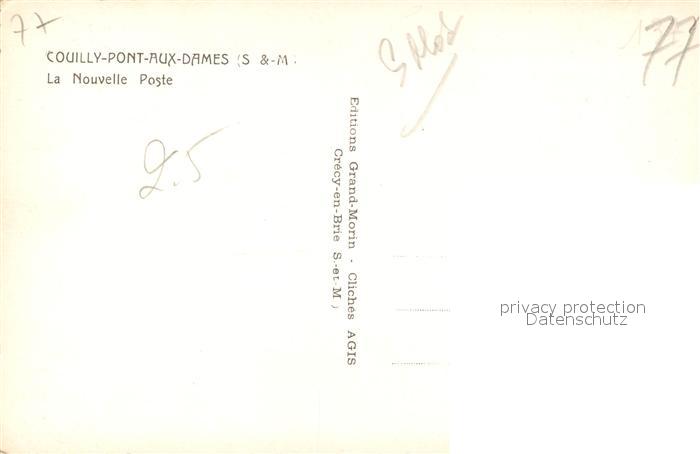 77
77
COUILLY-PONT-AUX-DAMES (S &-M.
La Nouvelle Poste
2.5
Editions Grand-Morin - Clichés AGIS
Crécy-en-Brie S.-et-M.)
privacy protection
Datenschutz